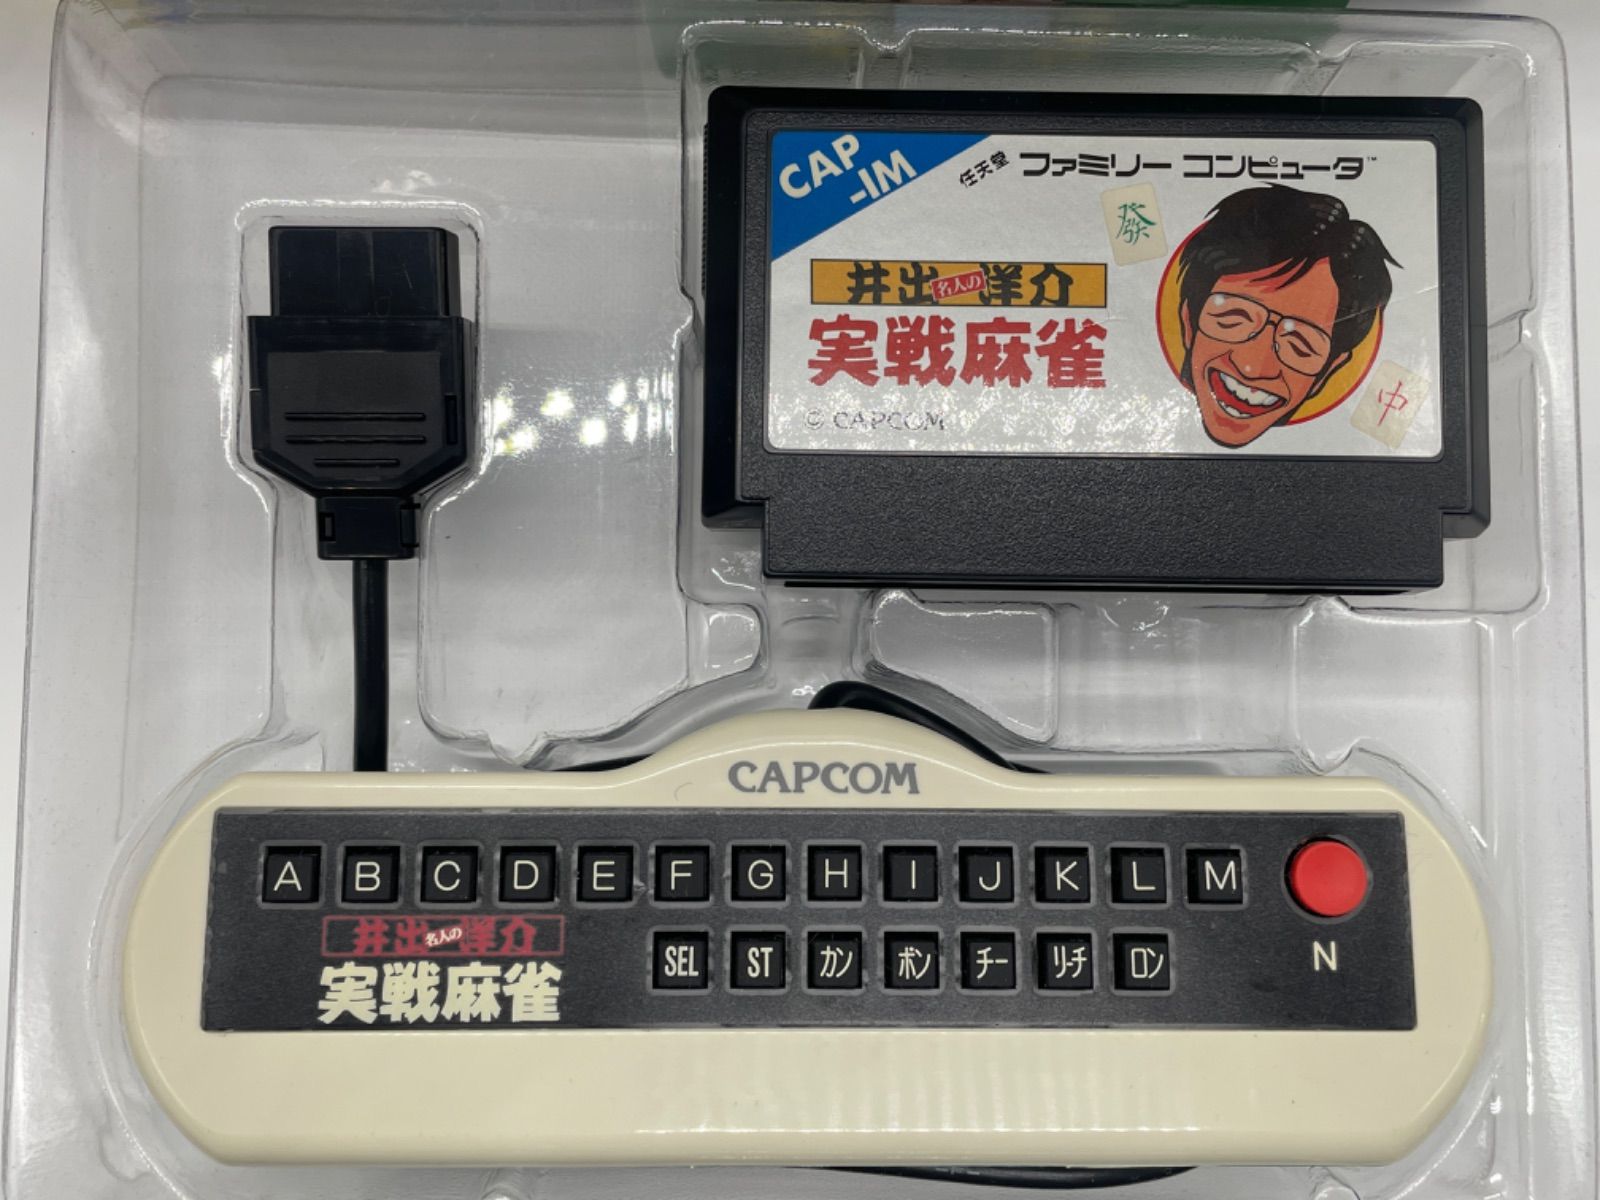 CAP
-IM
任天堂 ファミリー コンピュータ™
發
井出名人の洋介
実戦麻雀
中
© CAPCOM
CAPCOM
A B C D E F G H I J K L M
井出名人の洋介
実戦麻雀
SEL ST カン ポン チー リーチ ロン
N